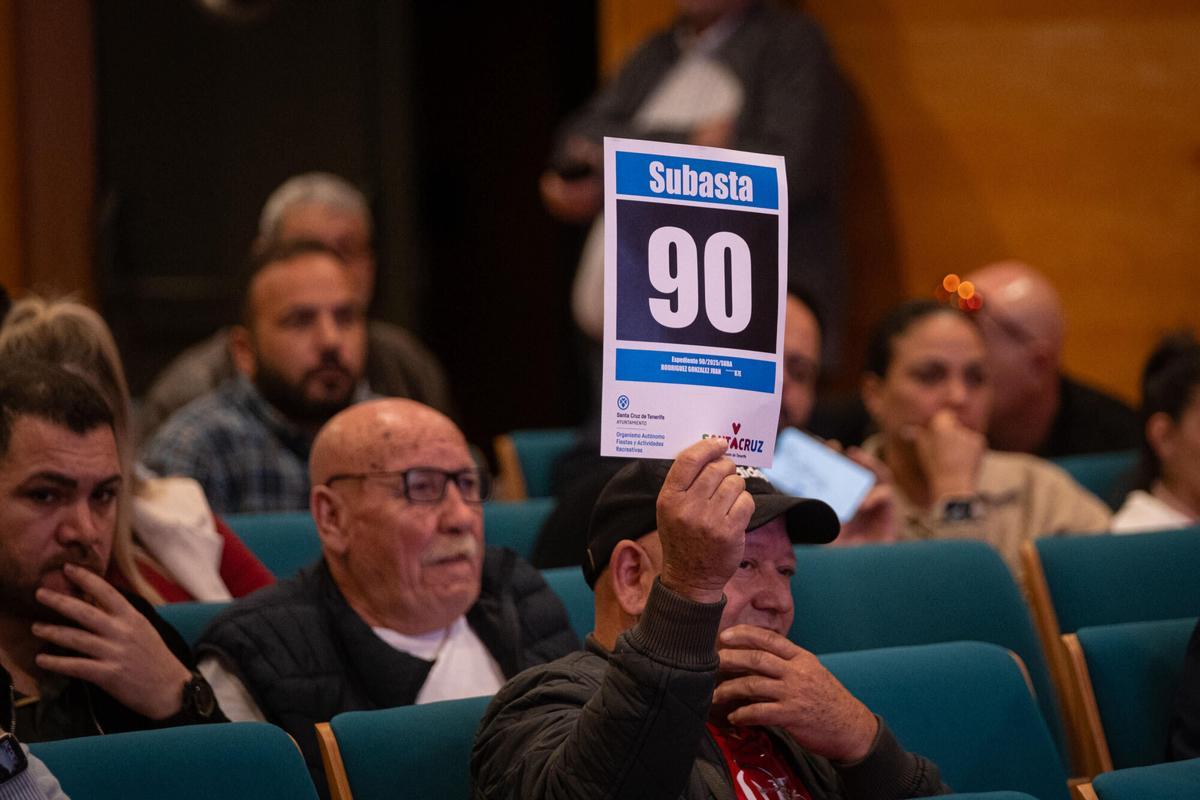 Subasta
90
Expediente 90/2025/SUBA
RODRIGUEZ GONZALEZ JUAN
Santa Cruz de Tenerife
AYUNTAMIENTO
Organismo Autónomo
Fiestas y Actividades
Recreativas
SANTACRUZ